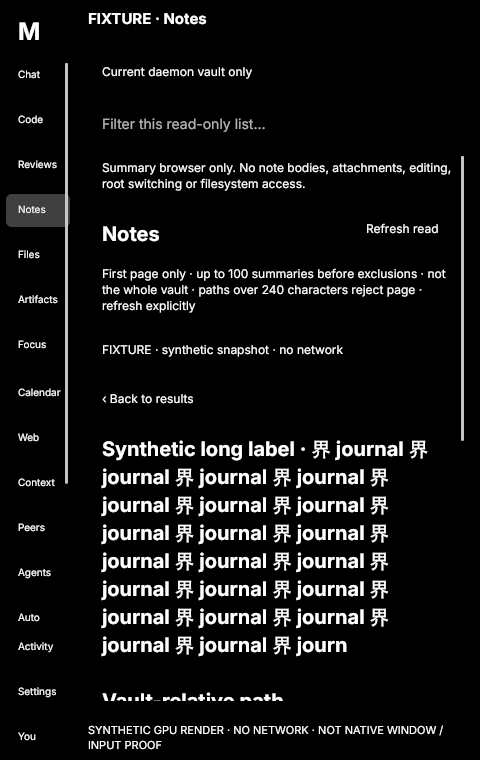 M
Chat
Code
Reviews
Notes
Files
Artifacts
Focus
Calendar
Web
Context
Peers
Agents
Auto
Activity
Settings
You
FIXTURE · Notes
Current daemon vault only
Filter this read-only list...
Summary browser only. No note bodies, attachments, editing,
root switching or filesystem access.
Notes
Refresh read
First page only · up to 100 summaries before exclusions · not
the whole vault · paths over 240 characters reject page ·
refresh explicitly
FIXTURE · synthetic snapshot · no network
‹ Back to results
Synthetic long label · 界 journal 界
journal 界 journal 界 journal 界
journal 界 journal 界 journal 界
journal 界 journal 界 journal 界
journal 界 journal 界 journal 界
journal 界 journal 界 journal 界
journal 界 journal 界 journal 界
journal 界 journal 界 journ
Vault-relative path
SYNTHETIC GPU RENDER · NO NETWORK · NOT NATIVE WINDOW /
INPUT PROOF